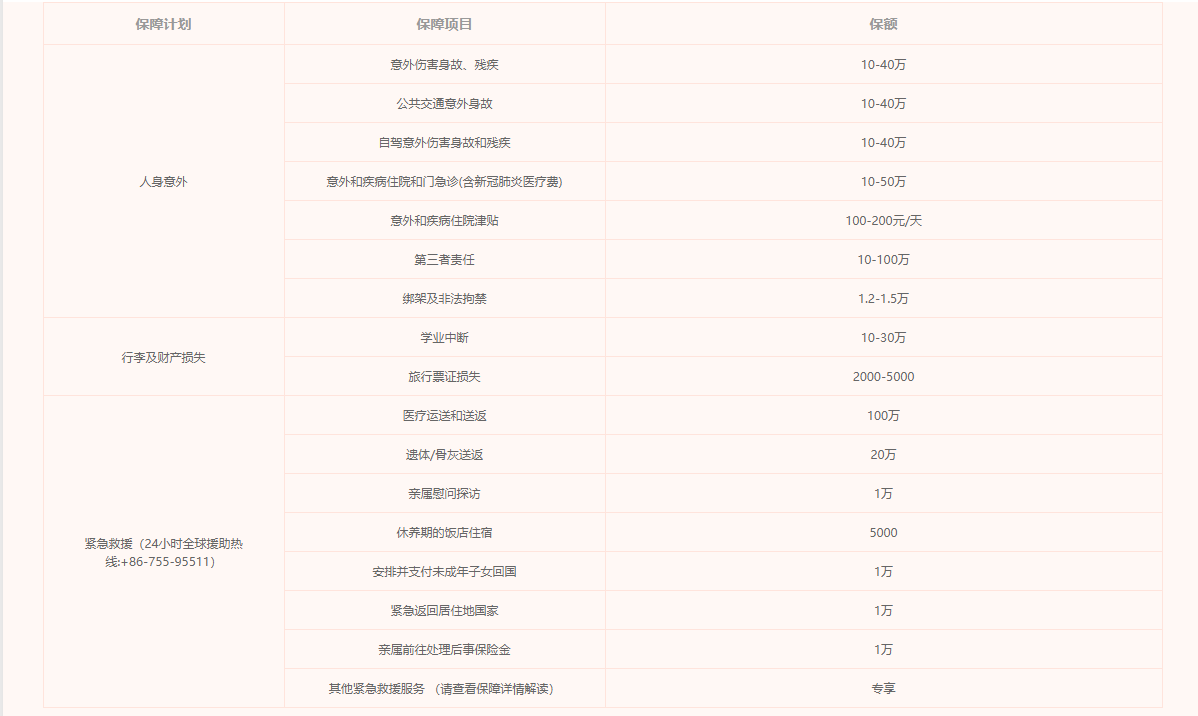 保障计划 保障项目 保额
意外伤害身故、残疾 10-40万
公共交通意外身故 10-40万
自驾意外伤害身故和残疾 10-40万
人身意外 意外和疾病住院和门急诊(含新冠肺炎医疗费) 10-50万
意外和疾病住院津贴 100-200元/天
第三者责任 10-100万
绑架及非法拘禁 1.2-1.5万
行李及财产损失
学业中断 10-30万
旅行票证损失 2000-5000
医疗运送和送返 100万
遗体/骨灰送返 20万
亲属慰问探访 1万
休养期的饭店住宿 5000
紧急救援（24小时全球援助热
线:+86-755-95511）
安排并支付未成年子女回国 1万
紧急返回居住地国家 1万
亲属前往处理后事保险金 1万
其他紧急救援服务 （请查看保障详情解读） 专享